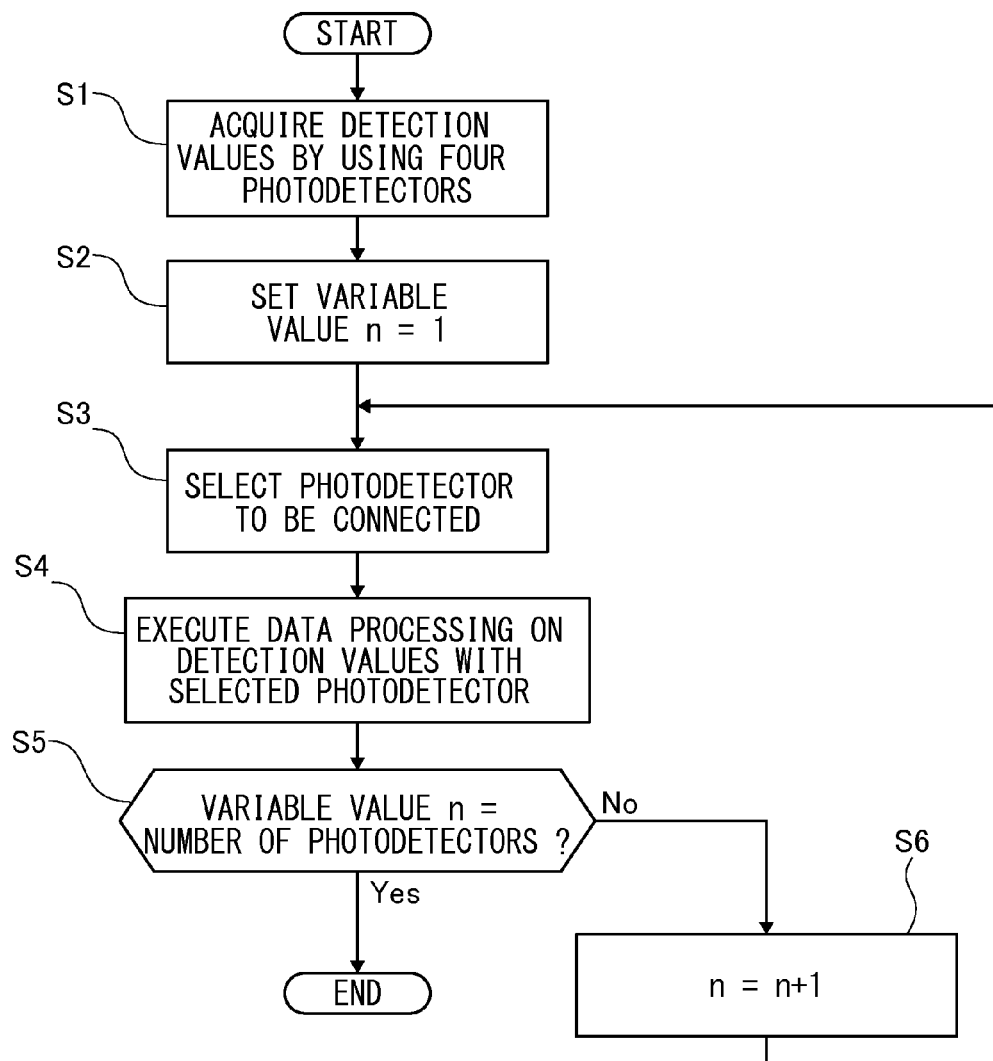 START
S1
ACQUIRE DETECTION
VALUES BY USING FOUR
PHOTODETECTORS
S2
SET VARIABLE
VALUE n = 1
S3
SELECT PHOTODETECTOR
TO BE CONNECTED
S4
EXECUTE DATA PROCESSING ON
DETECTION VALUES WITH
SELECTED PHOTODETECTOR
S5
VARIABLE VALUE n =
NUMBER OF PHOTODETECTORS ?
No
Yes
S6
n = n+1
END